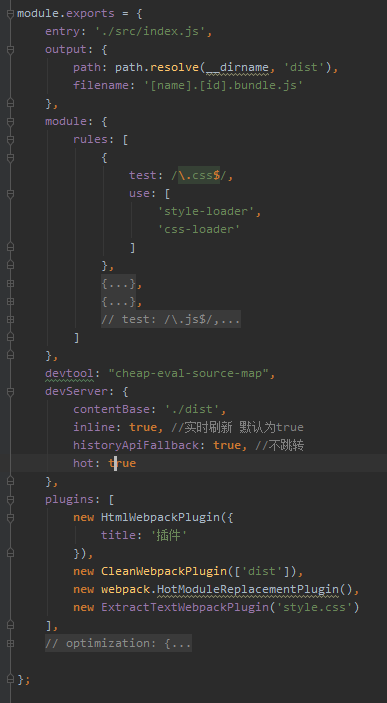 module.exports = {
    entry: './src/index.js',
    output: {
        path: path.resolve(__dirname, 'dist'),
        filename: '[name].[id].bundle.js'
    },
    module: {
        rules: [
            {
                test: /\.css$/,
                use: [
                    'style-loader',
                    'css-loader'
                ]
            },
            {...},
            {...},
            // test: /\.js$/,...
        ]
    },
    devtool: "cheap-eval-source-map",
    devServer: {
        contentBase: './dist',
        inline: true, //实时刷新 默认为true
        historyApiFallback: true, //不跳转
        hot: true
    },
    plugins: [
        new HtmlWebpackPlugin({
            title: '插件'
        }),
        new CleanWebpackPlugin(['dist']),
        new webpack.HotModuleReplacementPlugin(),
        new ExtractTextWebpackPlugin('style.css')
    ],
    // optimization: {...
};